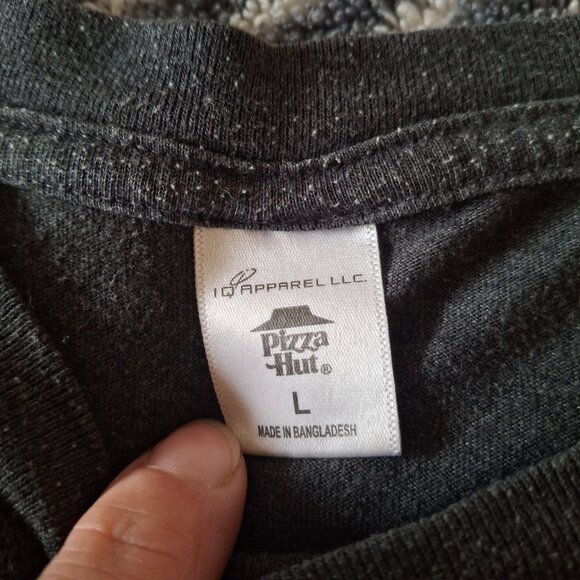 IQ APPAREL LLC.
Pizza
Hut®
L
MADE IN BANGLADESH